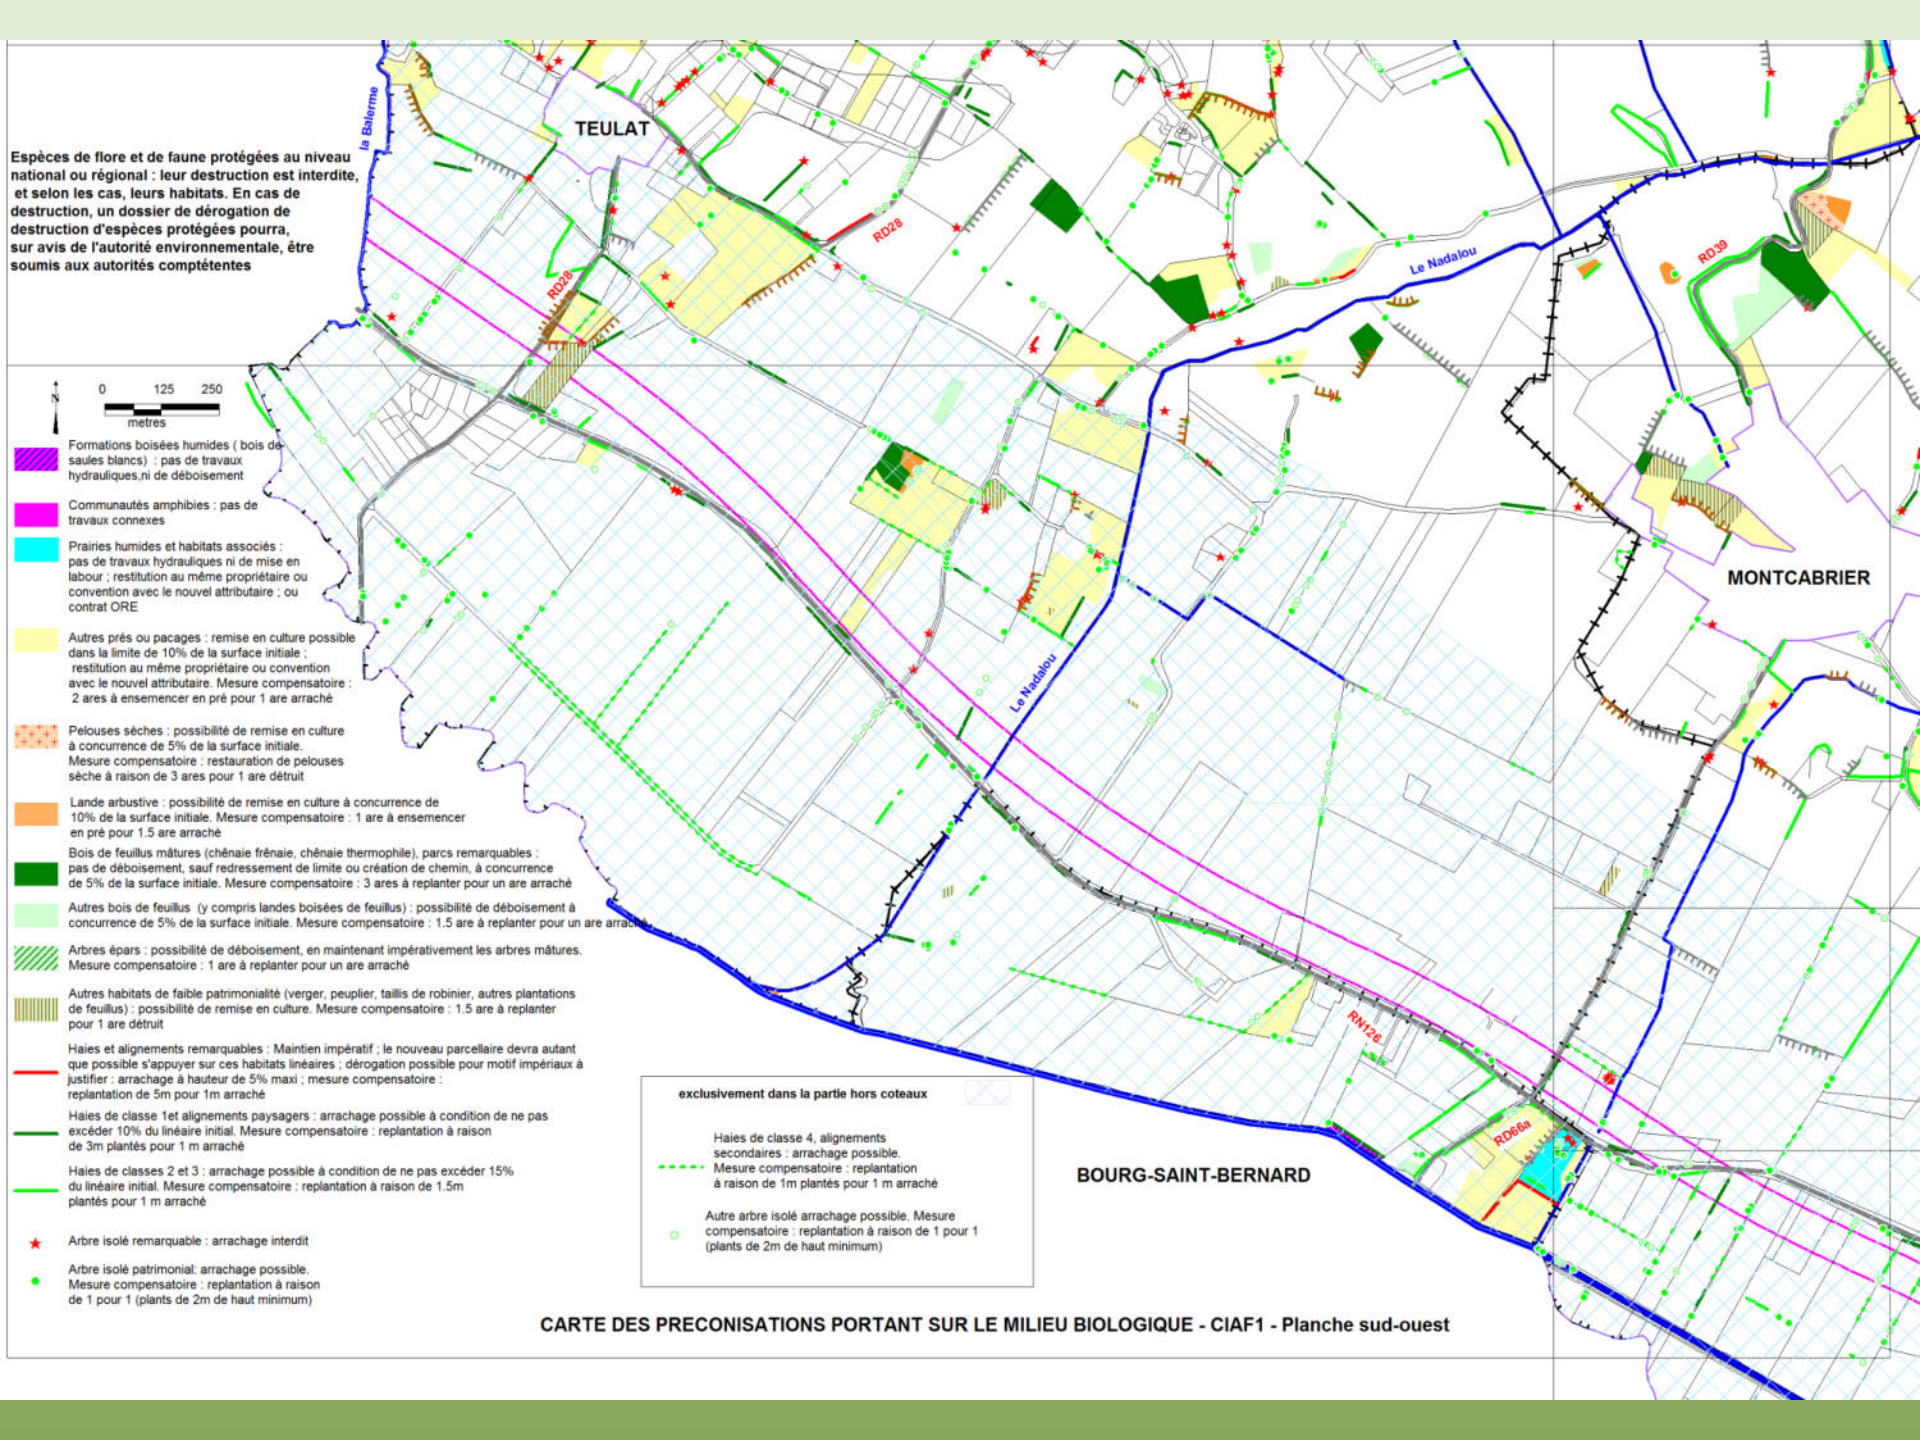 la Balerme
TEULAT
Espèces de flore et de faune protégées au niveau
national ou régional : leur destruction est interdite,
et selon les cas, leurs habitats. En cas de
destruction, un dossier de dérogation de
destruction d'espèces protégées pourra,
sur avis de l'autorité environnementale, être
soumis aux autorités comptétentes
RD28
RD28
Le Nadalou
RD39
N
0 125 250
metres
Formations boisées humides ( bois de
saules blancs) : pas de travaux
hydrauliques,ni de déboisement
Communautés amphibies : pas de
travaux connexes
Prairies humides et habitats associés :
pas de travaux hydrauliques ni de mise en
labour ; restitution au même propriétaire ou
convention avec le nouvel attributaire ; ou
contrat ORE
MONTCABRIER
Autres prés ou pacages : remise en culture possible
dans la limite de 10% de la surface initiale ;
restitution au même propriétaire ou convention
avec le nouvel attributaire. Mesure compensatoire :
2 ares à ensemencer en pré pour 1 are arraché
Le Nadalou
Pelouses sèches : possibilité de remise en culture
à concurrence de 5% de la surface initiale.
Mesure compensatoire : restauration de pelouses
sèche à raison de 3 ares pour 1 are détruit
Lande arbustive : possibilité de remise en culture à concurrence de
10% de la surface initiale. Mesure compensatoire : 1 are à ensemencer
en pré pour 1.5 are arraché
Bois de feuillus mâtures (chênaie frênaie, chênaie thermophile), parcs remarquables :
pas de déboisement, sauf redressement de limite ou création de chemin, à concurrence
de 5% de la surface initiale. Mesure compensatoire : 3 ares à replanter pour un are arraché
Autres bois de feuillus (y compris landes boisées de feuillus) : possibilité de déboisement à
concurrence de 5% de la surface initiale. Mesure compensatoire : 1.5 are à replanter pour un are arraché
Arbres épars : possibilité de déboisement, en maintenant impérativement les arbres mâtures.
Mesure compensatoire : 1 are à replanter pour un are arraché
Autres habitats de faible patrimonialité (verger, peuplier, taillis de robinier, autres plantations
de feuillus) : possibilité de remise en culture. Mesure compensatoire : 1.5 are à replanter
pour 1 are détruit
RN126
Haies et alignements remarquables : Maintien impératif ; le nouveau parcellaire devra autant
que possible s'appuyer sur ces habitats linéaires ; dérogation possible pour motif impériaux à
justifier : arrachage à hauteur de 5% maxi ; mesure compensatoire :
replantation de 5m pour 1m arraché
Haies de classe 1et alignements paysagers : arrachage possible à condition de ne pas
excéder 10% du linéaire initial. Mesure compensatoire : replantation à raison
de 3m plantés pour 1 m arraché
Haies de classes 2 et 3 : arrachage possible à condition de ne pas excéder 15%
du linéaire initial. Mesure compensatoire : replantation à raison de 1.5m
plantés pour 1 m arraché
Arbre isolé remarquable : arrachage interdit
Arbre isolé patrimonial: arrachage possible.
Mesure compensatoire : replantation à raison
de 1 pour 1 (plants de 2m de haut minimum)
exclusivement dans la partie hors coteaux
Haies de classe 4, alignements
secondaires : arrachage possible.
Mesure compensatoire : replantation
à raison de 1m plantés pour 1 m arraché
Autre arbre isolé arrachage possible. Mesure
compensatoire : replantation à raison de 1 pour 1
(plants de 2m de haut minimum)
RD66a
BOURG-SAINT-BERNARD
CARTE DES PRECONISATIONS PORTANT SUR LE MILIEU BIOLOGIQUE - CIAF1 - Planche sud-ouest